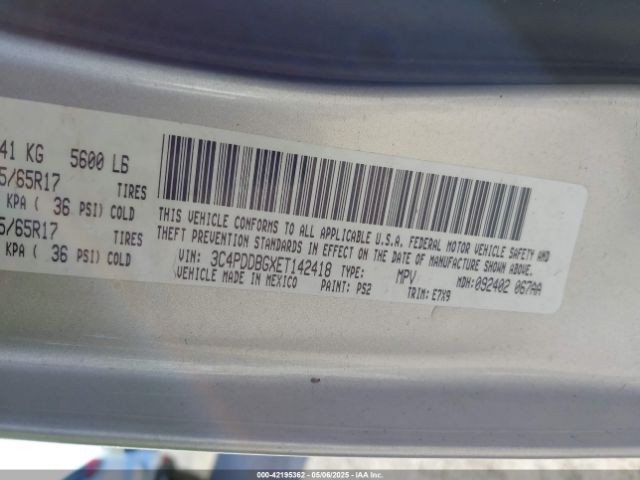 41 KG 5600 LB
5/65R17 TIRES
KPA ( 36 PSI) COLD
5/65R17 TIRES
KPA ( 36 PSI) COLD
THIS VEHICLE CONFORMS TO ALL APPLICABLE U.S.A. FEDERAL MOTOR VEHICLE SAFETY, AND
THEFT PREVENTION STANDARDS IN EFFECT ON THE DATE OF MANUFACTURE SHOWN ABOVE.
VIN: 3C4PDDBGXET142418 TYPE: MPV MDH:092402 067AA
VEHICLE MADE IN MEXICO PAINT: PS2 TRIM: E7X9
000-42195362 - 05/06/2025 - IAA Inc.